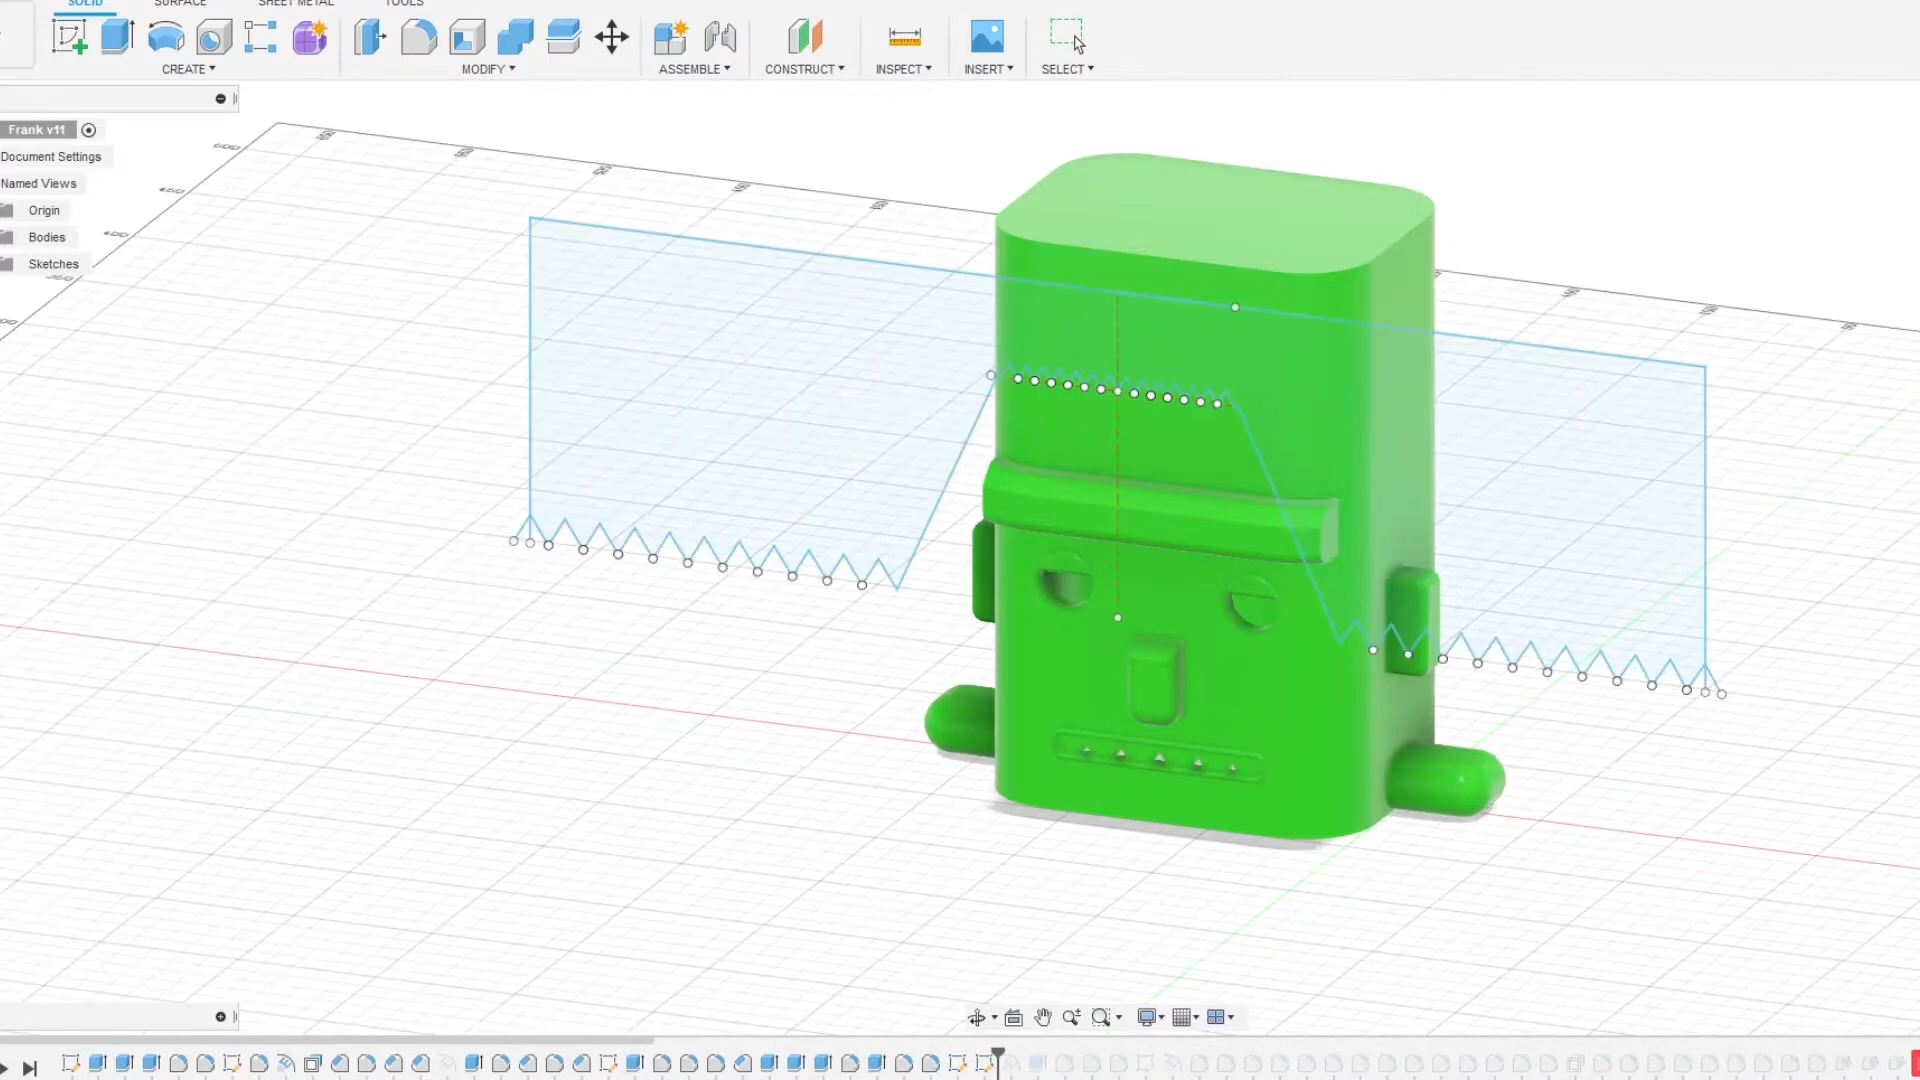 SOLID SURFACE SHEET METAL TOOLS
CREATE MODIFY ASSEMBLE CONSTRUCT INSPECT INSERT SELECT
Frank v11
Document Settings
Named Views
Origin
Bodies
Sketches